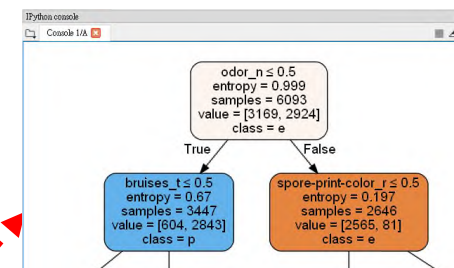 IPython console
Console 1/A
odor_n ≤ 0.5
entropy = 0.999
samples = 6093
value = [3169, 2924]
class = e
True
False
bruises_t ≤ 0.5
entropy = 0.67
samples = 3447
value = [604, 2843]
class = p
spore-print-color_r ≤ 0.5
entropy = 0.197
samples = 2646
value = [2565, 81]
class = e